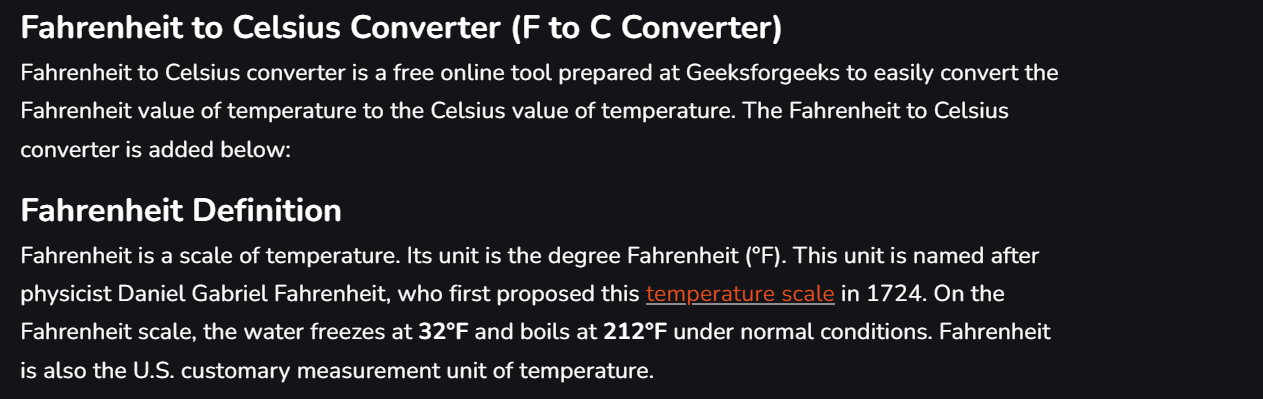 Fahrenheit to Celsius Converter (F to C Converter)
Fahrenheit to Celsius converter is a free online tool prepared at Geeksforgeeks to easily convert the
Fahrenheit value of temperature to the Celsius value of temperature. The Fahrenheit to Celsius
converter is added below:
Fahrenheit Definition
Fahrenheit is a scale of temperature. Its unit is the degree Fahrenheit (°F). This unit is named after
physicist Daniel Gabriel Fahrenheit, who first proposed this temperature scale in 1724. On the
Fahrenheit scale, the water freezes at 32°F and boils at 212°F under normal conditions. Fahrenheit
is also the U.S. customary measurement unit of temperature.